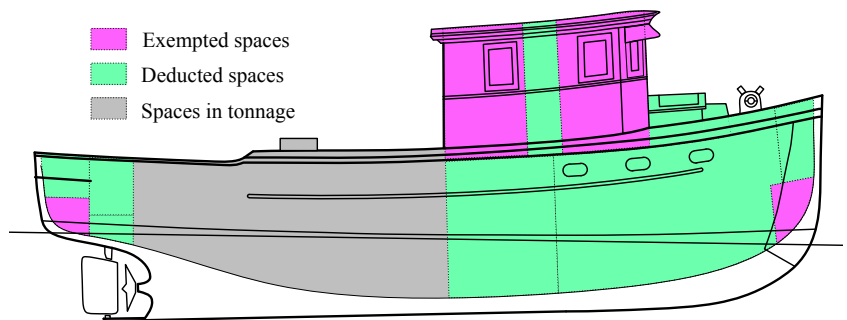 Exempted spaces
Deducted spaces
Spaces in tonnage